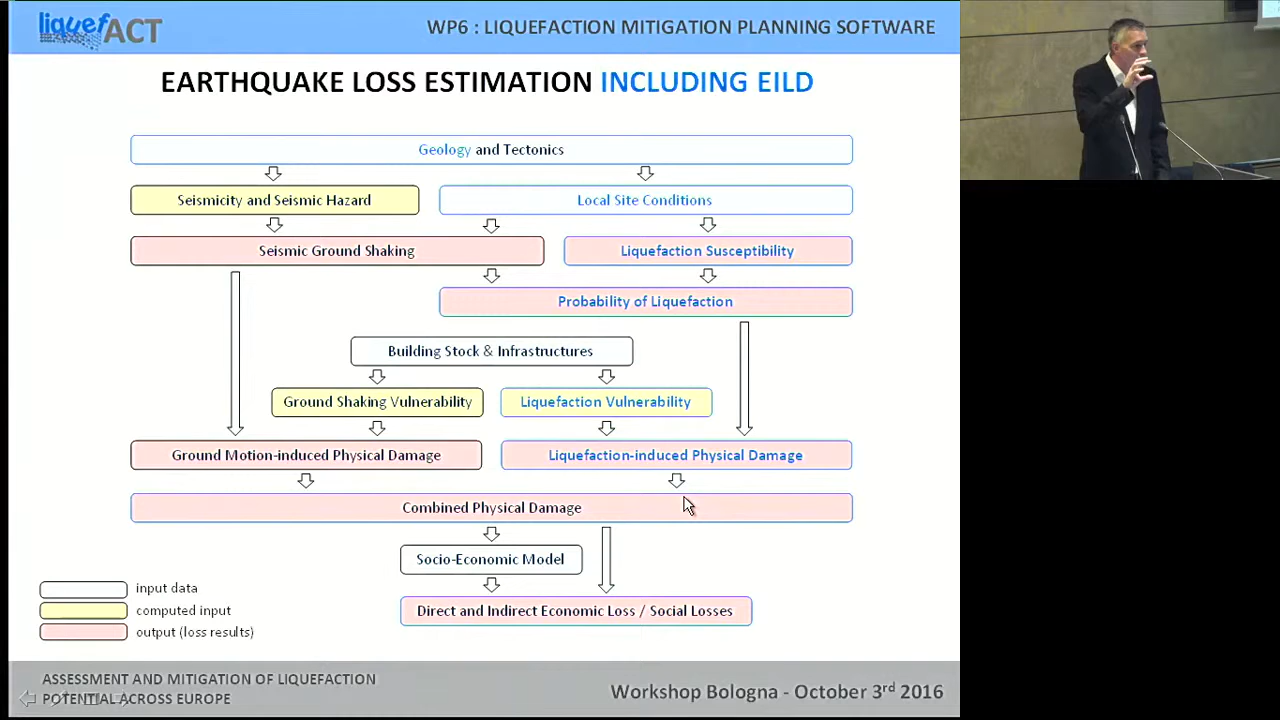 liquefACT
WP6 : LIQUEFACTION MITIGATION PLANNING SOFTWARE
EARTHQUAKE LOSS ESTIMATION INCLUDING EILD
Geology and Tectonics
Seismicity and Seismic Hazard
Local Site Conditions
Seismic Ground Shaking
Liquefaction Susceptibility
Probability of Liquefaction
Building Stock & Infrastructures
Ground Shaking Vulnerability
Liquefaction Vulnerability
Ground Motion-induced Physical Damage
Liquefaction-induced Physical Damage
Combined Physical Damage
Socio-Economic Model
Direct and Indirect Economic Loss / Social Losses
input data
computed input
output (loss results)
ASSESSMENT AND MITIGATION OF LIQUEFACTION
POTENTIAL ACROSS EUROPE
Workshop Bologna - October 3rd 2016